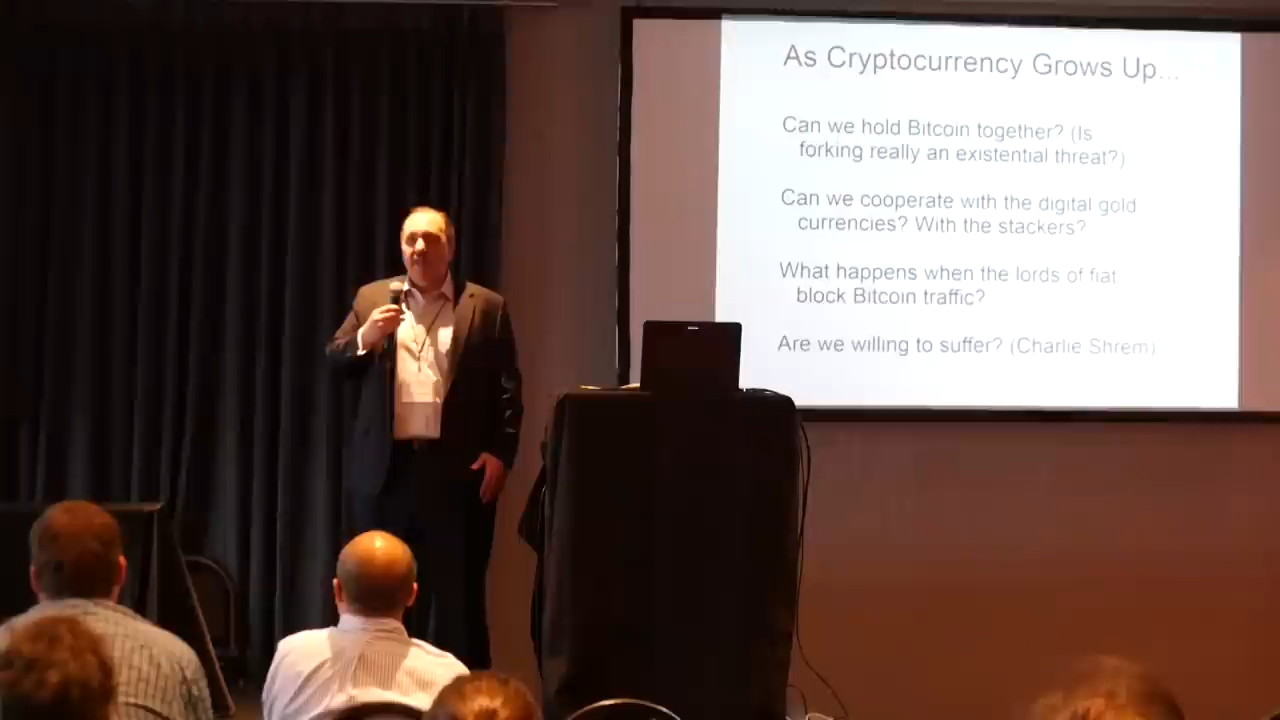 As Cryptocurrency Grows Up...
Can we hold Bitcoin together? (Is
forking really an existential threat?)
Can we cooperate with the digital gold
currencies? With the stackers?
What happens when the lords of fiat
block Bitcoin traffic?
Are we willing to suffer? (Charlie Shrem)